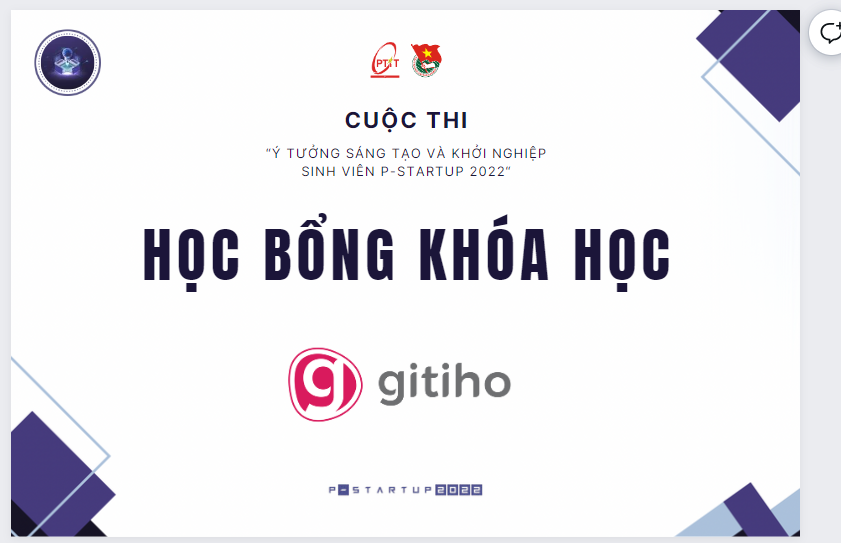 PTIT
CUỘC THI
“Ý TƯỞNG SÁNG TẠO VÀ KHỞI NGHIỆP
SINH VIÊN P-STARTUP 2022”
HỌC BỔNG KHÓA HỌC
g gitiho
P-STARTUP2022